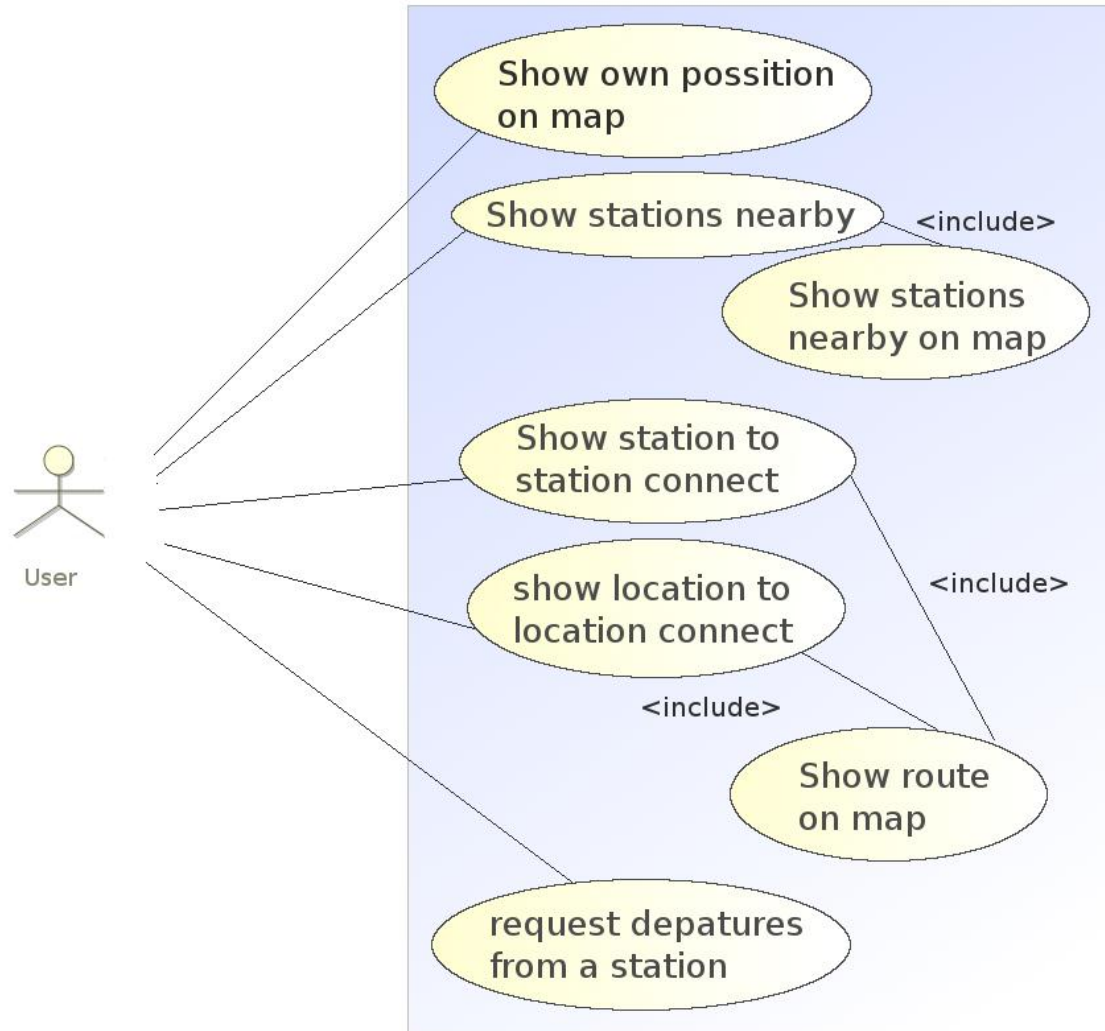 Show own possition
on map
Show stations nearby
<include>
Show stations
nearby on map
Show station to
station connect
<include>
show location to
location connect
<include>
Show route
on map
User
request depatures
from a station